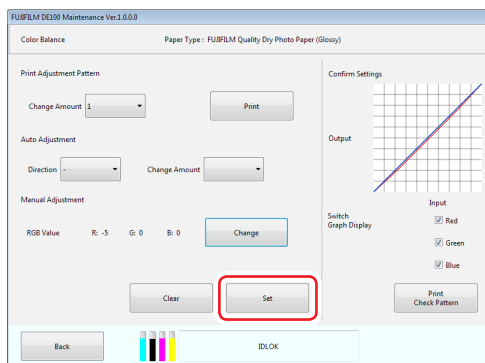 FUJIFILM DE100 Maintenance Ver.1.0.0.0
Color Balance
Paper Type : FUJIFILM Quality Dry Photo Paper (Glossy)
Print Adjustment Pattern
Change Amount 1
Print
Auto Adjustment
Direction -
Change Amount
Manual Adjustment
RGB Value R: -5 G: 0 B: 0
Change
Clear
Set
Confirm Settings
Output
Input
Switch
Graph Display
Red
Green
Blue
Print
Check Pattern
Back
IDLOK